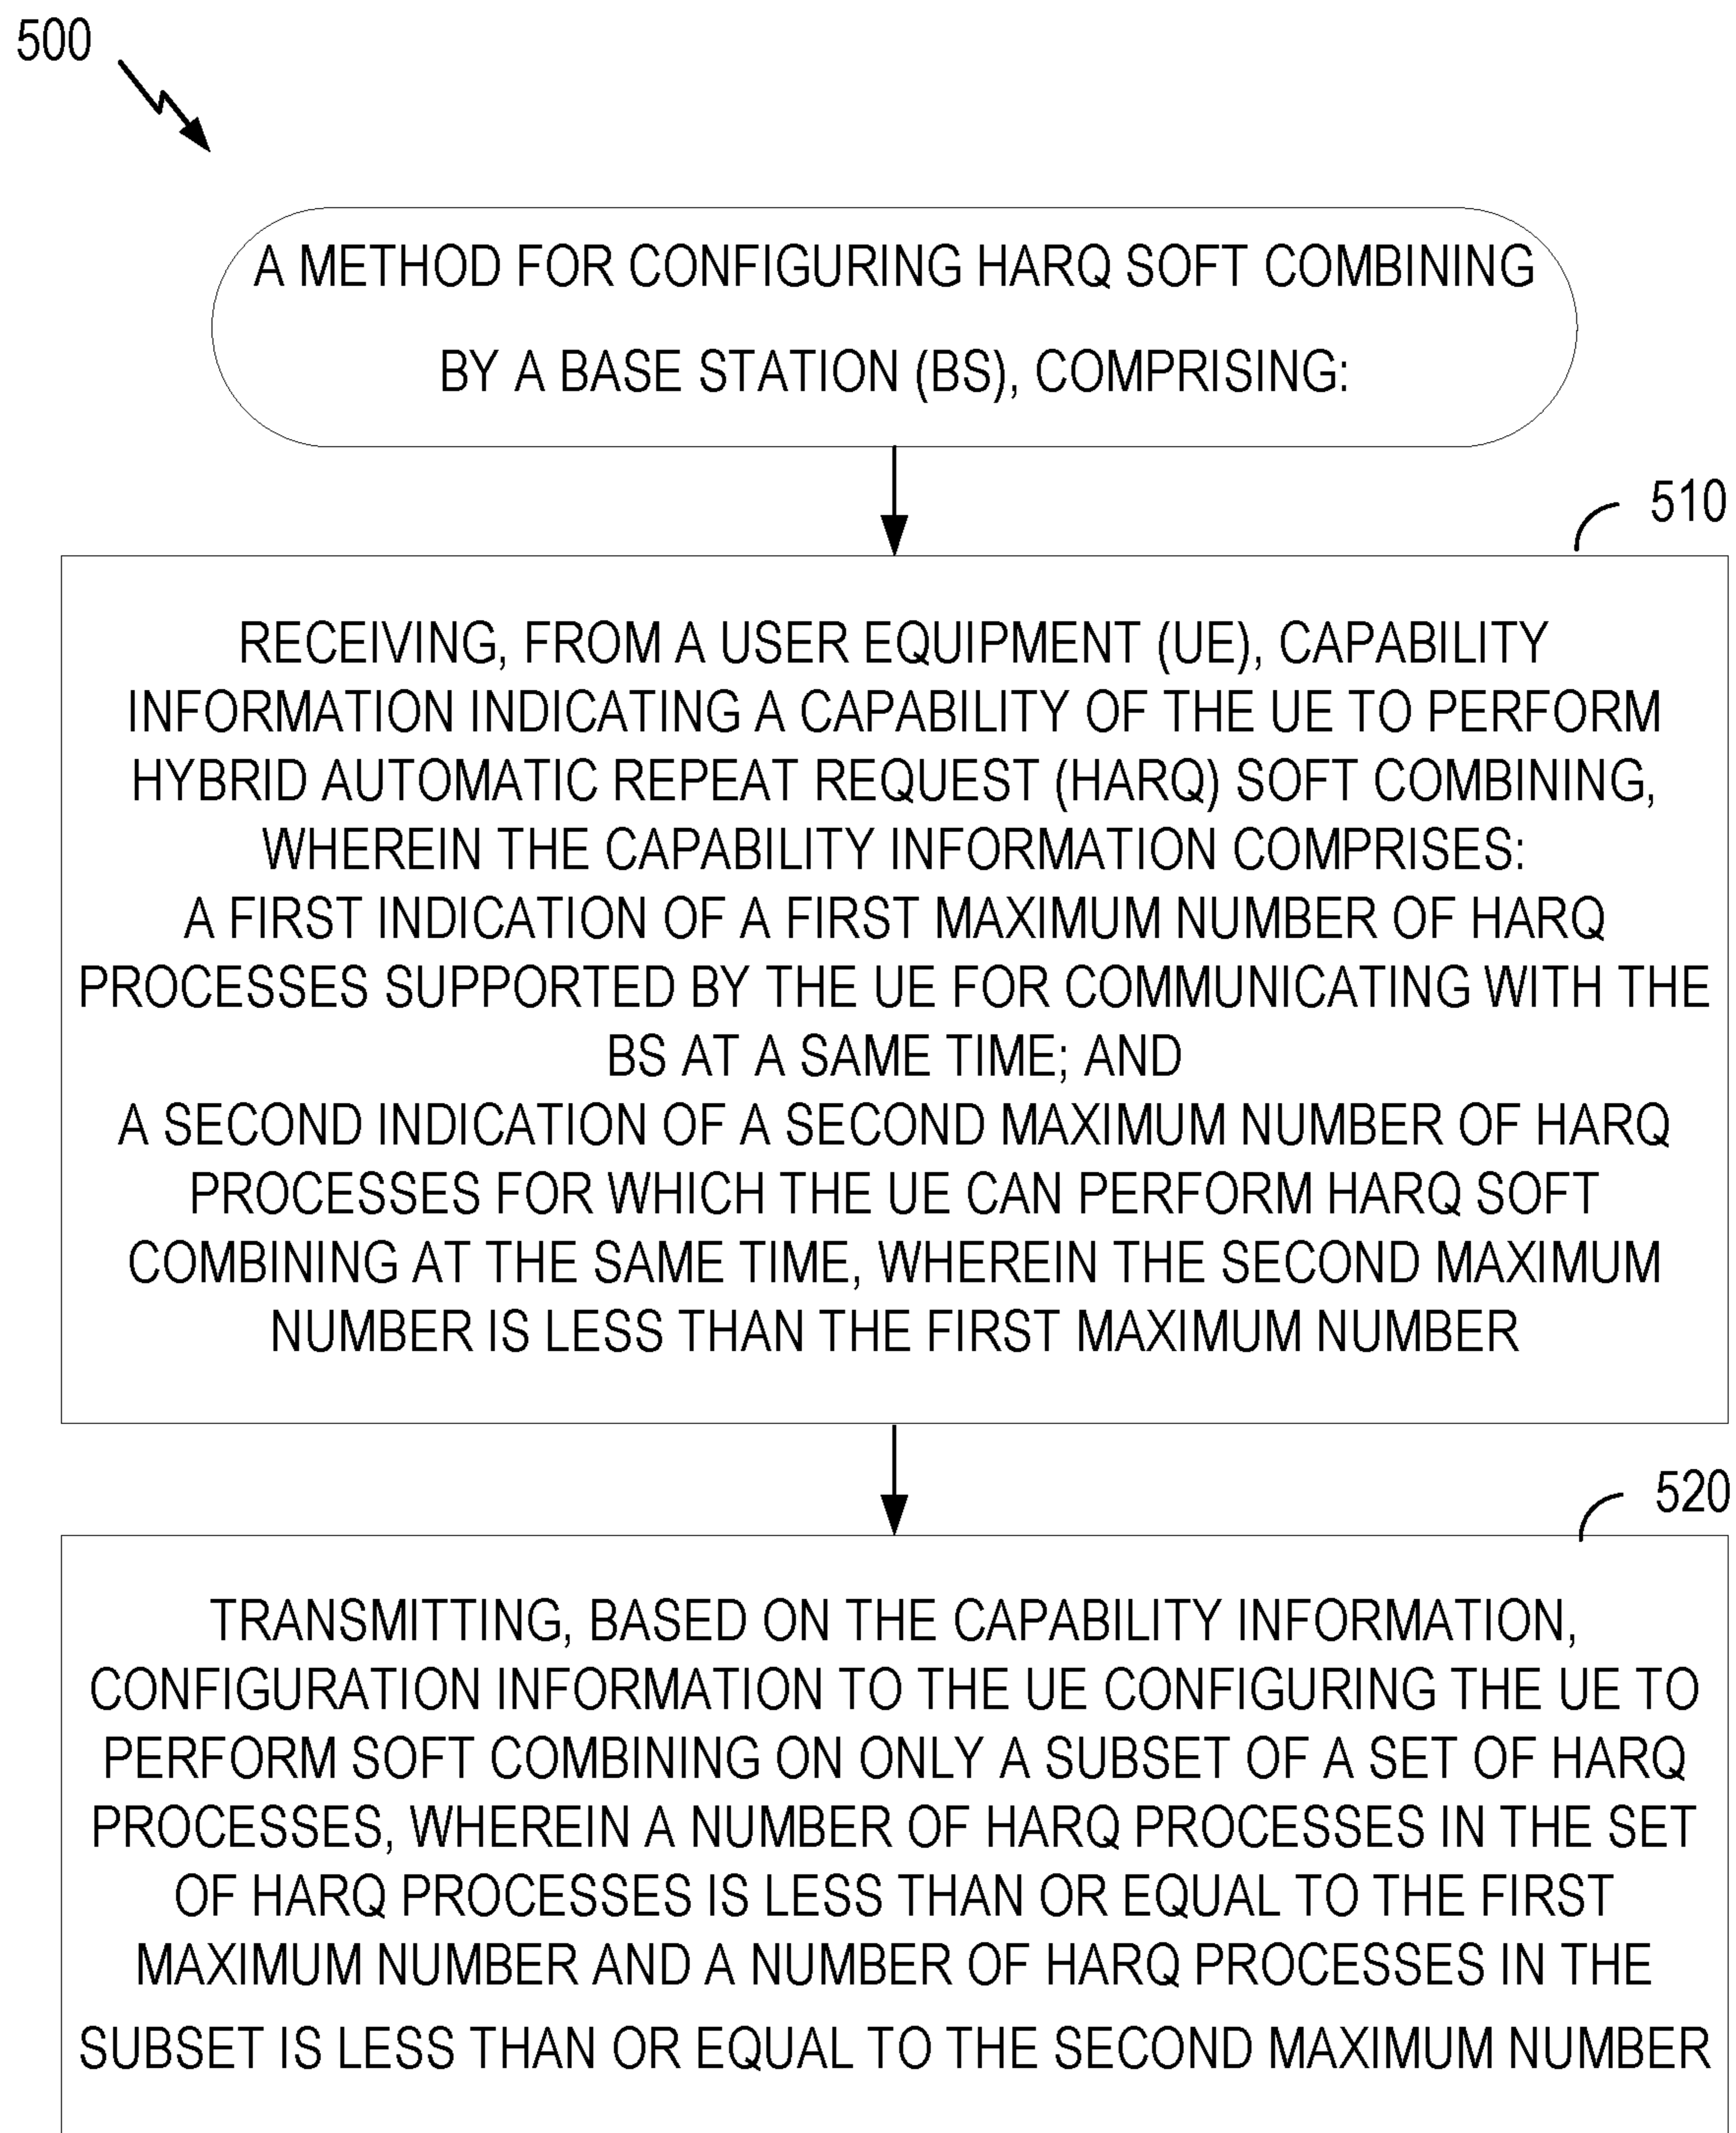 500
A METHOD FOR CONFIGURING HARQ SOFT COMBINING
BY A BASE STATION (BS), COMPRISING:
510
RECEIVING, FROM A USER EQUIPMENT (UE), CAPABILITY
INFORMATION INDICATING A CAPABILITY OF THE UE TO PERFORM
HYBRID AUTOMATIC REPEAT REQUEST (HARQ) SOFT COMBINING,
WHEREIN THE CAPABILITY INFORMATION COMPRISES:
A FIRST INDICATION OF A FIRST MAXIMUM NUMBER OF HARQ
PROCESSES SUPPORTED BY THE UE FOR COMMUNICATING WITH THE
BS AT A SAME TIME; AND
A SECOND INDICATION OF A SECOND MAXIMUM NUMBER OF HARQ
PROCESSES FOR WHICH THE UE CAN PERFORM HARQ SOFT
COMBINING AT THE SAME TIME, WHEREIN THE SECOND MAXIMUM
NUMBER IS LESS THAN THE FIRST MAXIMUM NUMBER
520
TRANSMITTING, BASED ON THE CAPABILITY INFORMATION,
CONFIGURATION INFORMATION TO THE UE CONFIGURING THE UE TO
PERFORM SOFT COMBINING ON ONLY A SUBSET OF A SET OF HARQ
PROCESSES, WHEREIN A NUMBER OF HARQ PROCESSES IN THE SET
OF HARQ PROCESSES IS LESS THAN OR EQUAL TO THE FIRST
MAXIMUM NUMBER AND A NUMBER OF HARQ PROCESSES IN THE
SUBSET IS LESS THAN OR EQUAL TO THE SECOND MAXIMUM NUMBER